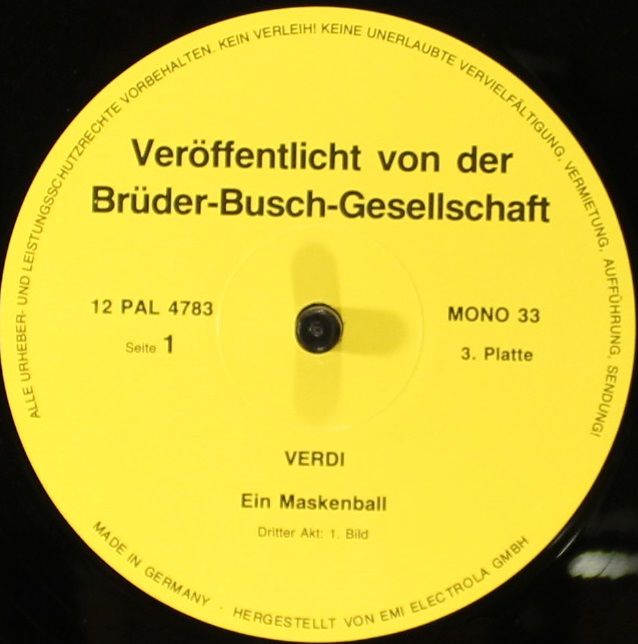 ALLE URHEBER- UND LEISTUNGSSCHUTZRECHTE VORBEHALTEN. KEIN VERLEIH! KEINE UNERLAUBTE VERVIELFÄLTIGUNG, VERMIETUNG, AUFFÜHRUNG, SENDUNG!
Veröffentlicht von der
Brüder-Busch-Gesellschaft
12 PAL 4783
MONO 33
Seite 1
3. Platte
VERDI
Ein Maskenball
Dritter Akt: 1. Bild
MADE IN GERMANY · HERGESTELLT VON EMI ELECTROLA GMBH